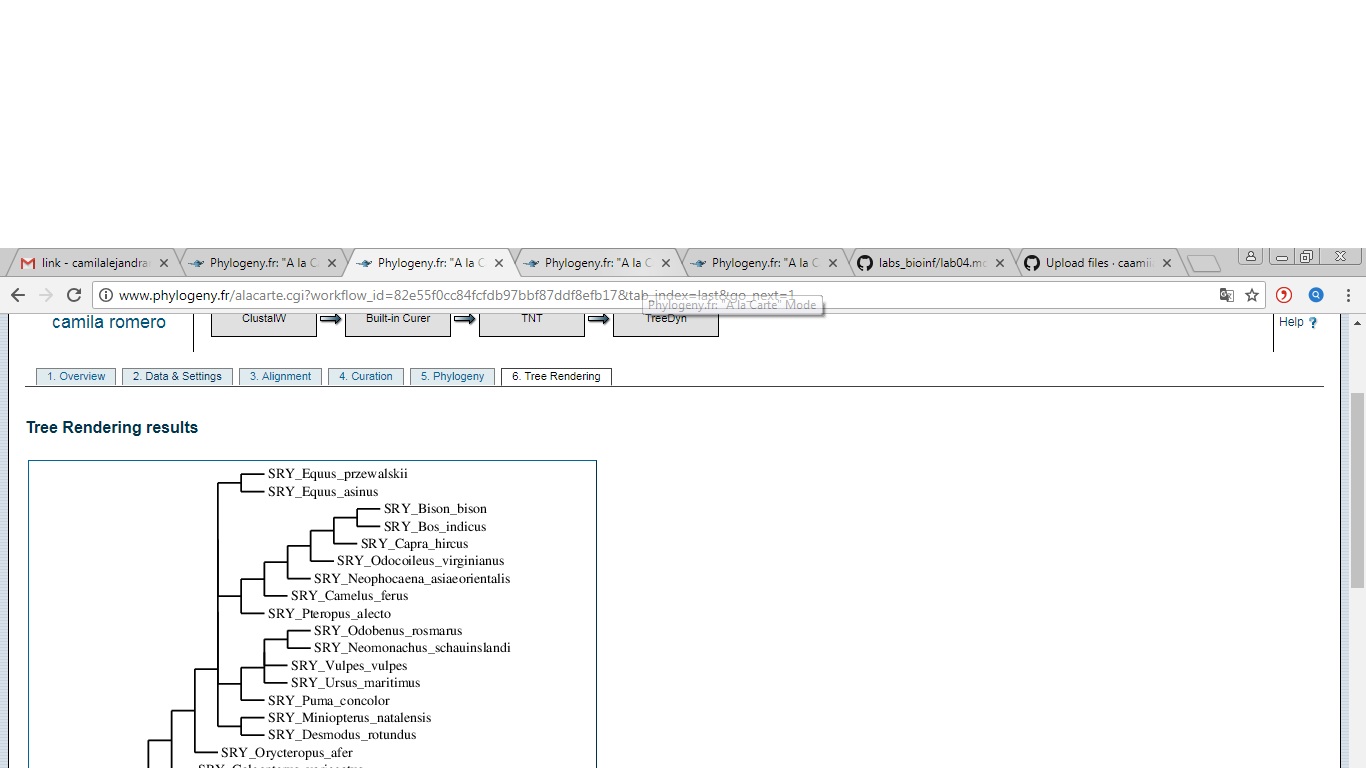 link - camilalejandra
Phylogeny.fr: "A la C
Phylogeny.fr: "A la C
Phylogeny.fr: "A la C
Phylogeny.fr: "A la C
labs_bioinf/lab04.mc
Upload files · caamii
www.phylogeny.fr/alacarte.cgi?workflow_id=82e55f0cc84fcfdb97bbf87ddf8efb17&tab_index=last&go_next=1
Phylogeny.fr: "A la Carte" Mode
camila romero
ClustalW
Built-in Curer
TNT
TreeDyn
Help ?
1. Overview
2. Data & Settings
3. Alignment
4. Curation
5. Phylogeny
6. Tree Rendering
Tree Rendering results
SRY_Equus_przewalskii
SRY_Equus_asinus
SRY_Bison_bison
SRY_Bos_indicus
SRY_Capra_hircus
SRY_Odocoileus_virginianus
SRY_Neophocaena_asiaeorientalis
SRY_Camelus_ferus
SRY_Pteropus_alecto
SRY_Odobenus_rosmarus
SRY_Neomonachus_schauinslandi
SRY_Vulpes_vulpes
SRY_Ursus_maritimus
SRY_Puma_concolor
SRY_Miniopterus_natalensis
SRY_Desmodus_rotundus
SRY_Orycteropus_afer